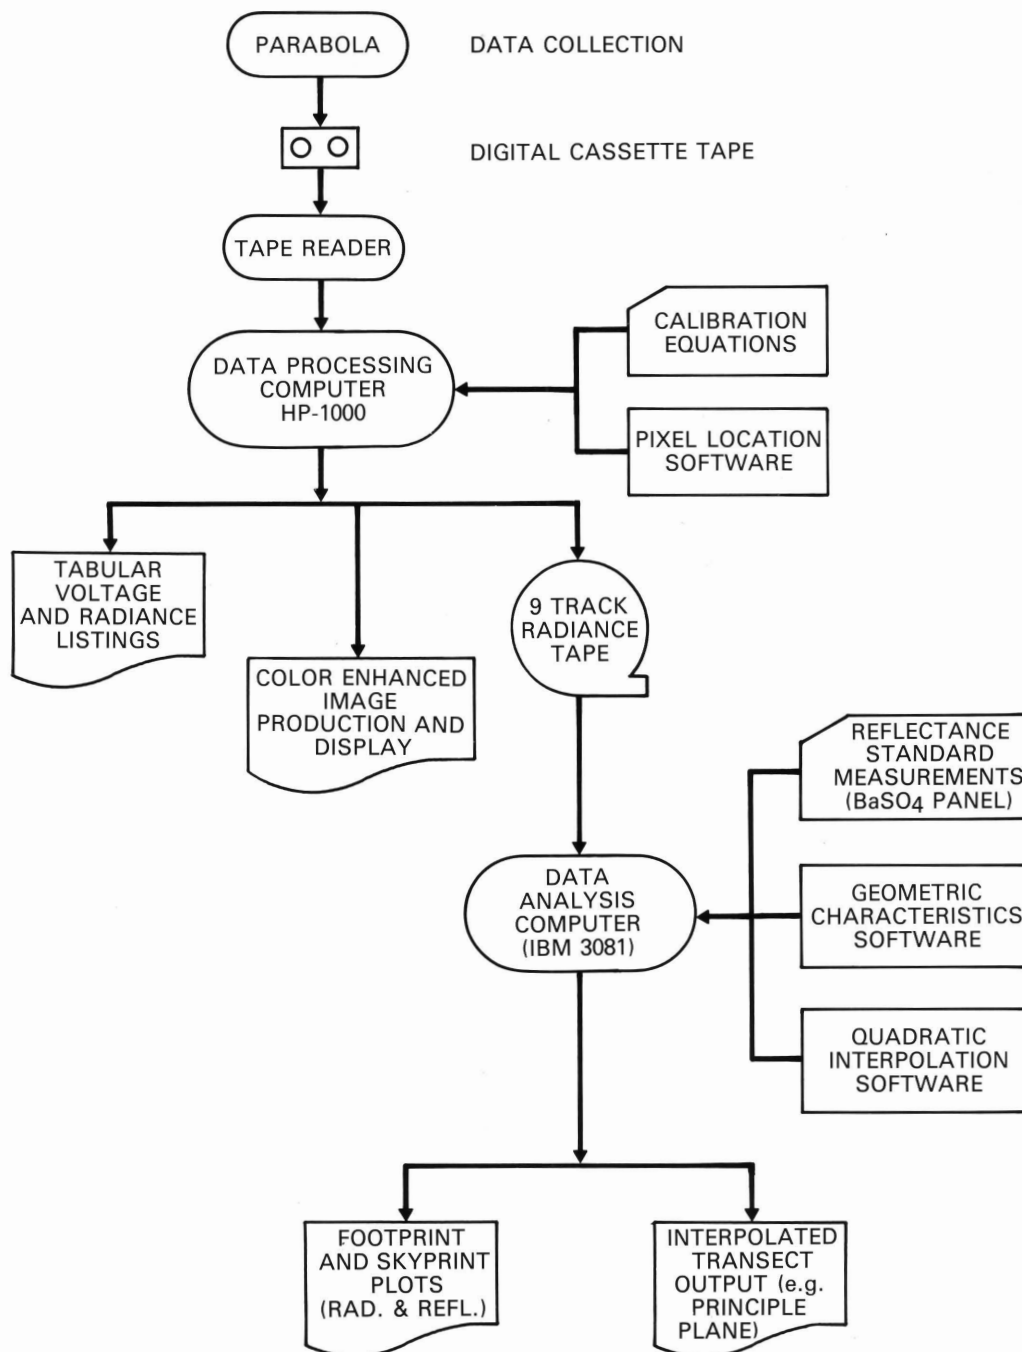 PARABOLA
DATA COLLECTION
DIGITAL CASSETTE TAPE
TAPE READER
DATA PROCESSING
COMPUTER
HP-1000
CALIBRATION
EQUATIONS
PIXEL LOCATION
SOFTWARE
TABULAR
VOLTAGE
AND RADIANCE
LISTINGS
COLOR ENHANCED
IMAGE
PRODUCTION AND
DISPLAY
9 TRACK
RADIANCE
TAPE
REFLECTANCE
STANDARD
MEASUREMENTS
(BaSO4 PANEL)
DATA
ANALYSIS
COMPUTER
(IBM 3081)
GEOMETRIC
CHARACTERISTICS
SOFTWARE
QUADRATIC
INTERPOLATION
SOFTWARE
FOOTPRINT
AND SKYPRINT
PLOTS
(RAD. & REFL.)
INTERPOLATED
TRANSECT
OUTPUT (e.g.
PRINCIPLE
PLANE)